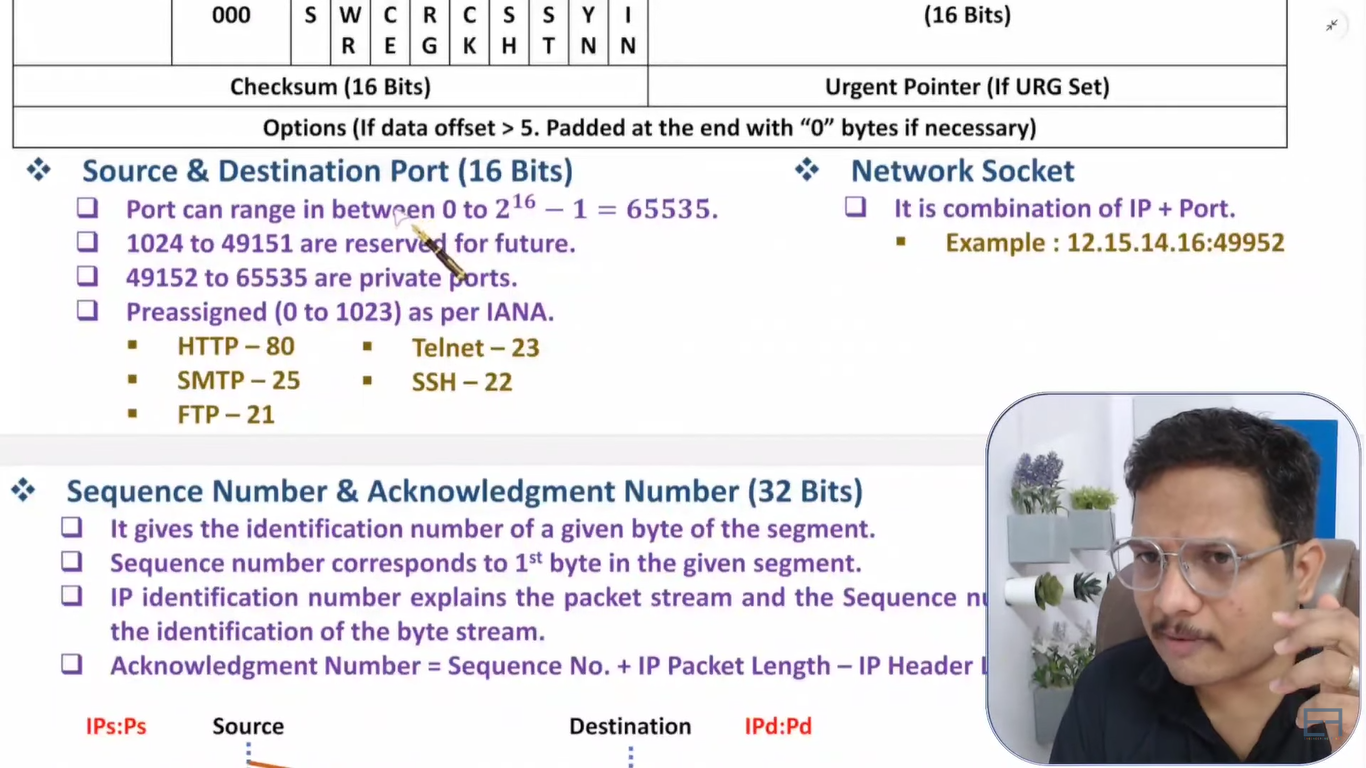 000 S W C R C S S Y I (16 Bits)
R E G K H T N N
Checksum (16 Bits) Urgent Pointer (If URG Set)
Options (If data offset > 5. Padded at the end with “0” bytes if necessary)
❖ Source & Destination Port (16 Bits)
❑ Port can range in between 0 to 2¹⁶ − 1 = 65535.
❑ 1024 to 49151 are reserved for future.
❑ 49152 to 65535 are private ports.
❑ Preassigned (0 to 1023) as per IANA.
▪ HTTP – 80 ▪ Telnet – 23
▪ SMTP – 25 ▪ SSH – 22
▪ FTP – 21
❖ Network Socket
❑ It is combination of IP + Port.
▪ Example : 12.15.14.16:49952
❖ Sequence Number & Acknowledgment Number (32 Bits)
❑ It gives the identification number of a given byte of the segment.
❑ Sequence number corresponds to 1ˢᵗ byte in the given segment.
❑ IP identification number explains the packet stream and the Sequence
the identification of the byte stream.
❑ Acknowledgment Number = Sequence No. + IP Packet Length – IP Header
IPs:Ps Source Destination IPd:Pd